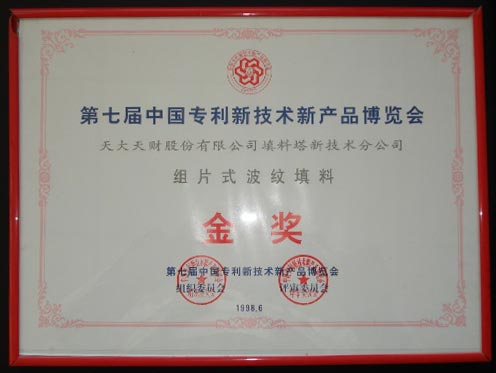 第七届中国专利新技术新产品博览会
天大天财股份有限公司填料塔新技术分公司
组片式波纹填料
金奖
第七届中国专利新技术新产品博览会
组织委员会 评审委员会
1998,6